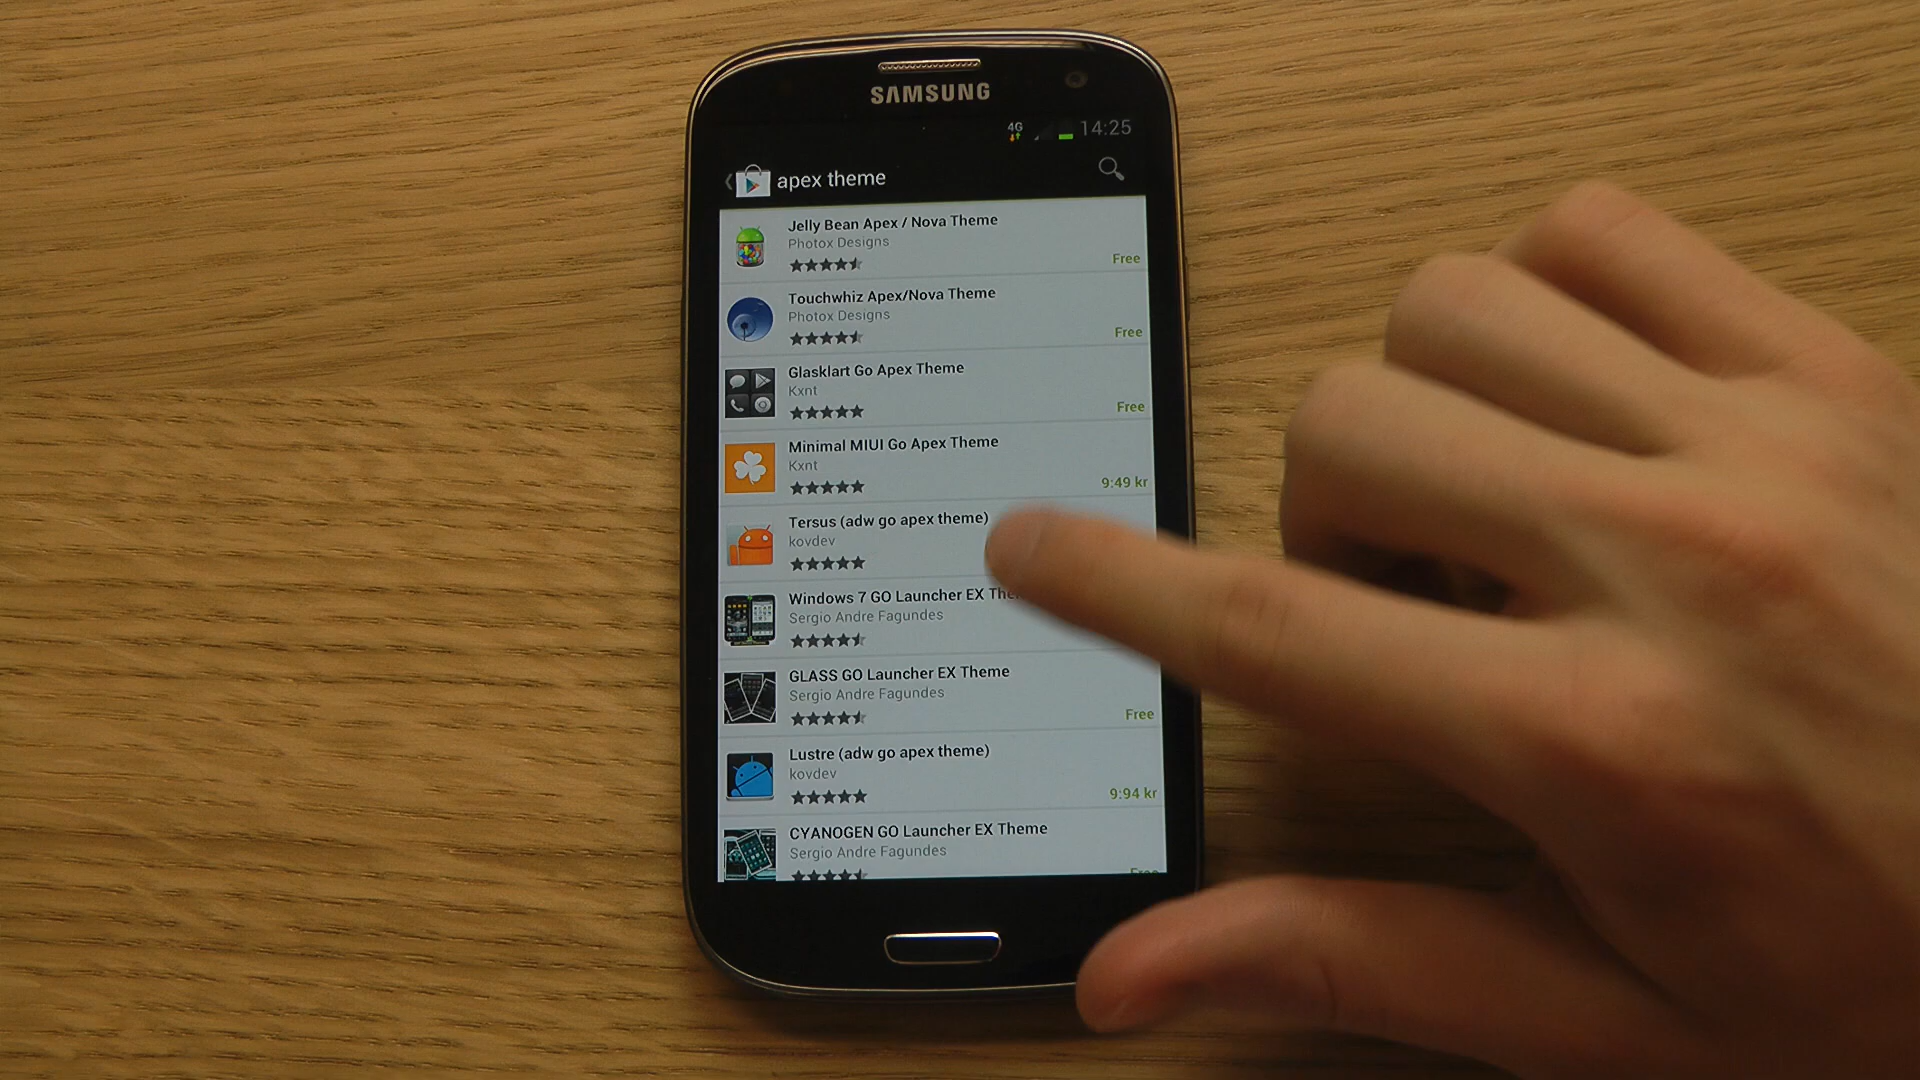 SAMSUNG
4G 14:25
apex theme
Jelly Bean Apex / Nova Theme
Photox Designs
Free
Touchwhiz Apex/Nova Theme
Photox Designs
Free
Glasklart Go Apex Theme
Kxnt
Free
Minimal MIUI Go Apex Theme
Kxnt
9:49 kr
Tersus (adw go apex theme)
kovdev
Windows 7 GO Launcher EX
Sergio Andre Fagundes
GLASS GO Launcher EX Theme
Sergio Andre Fagundes
Free
Lustre (adw go apex theme)
kovdev
9:94 kr
CYANOGEN GO Launcher EX Theme
Sergio Andre Fagundes
Free